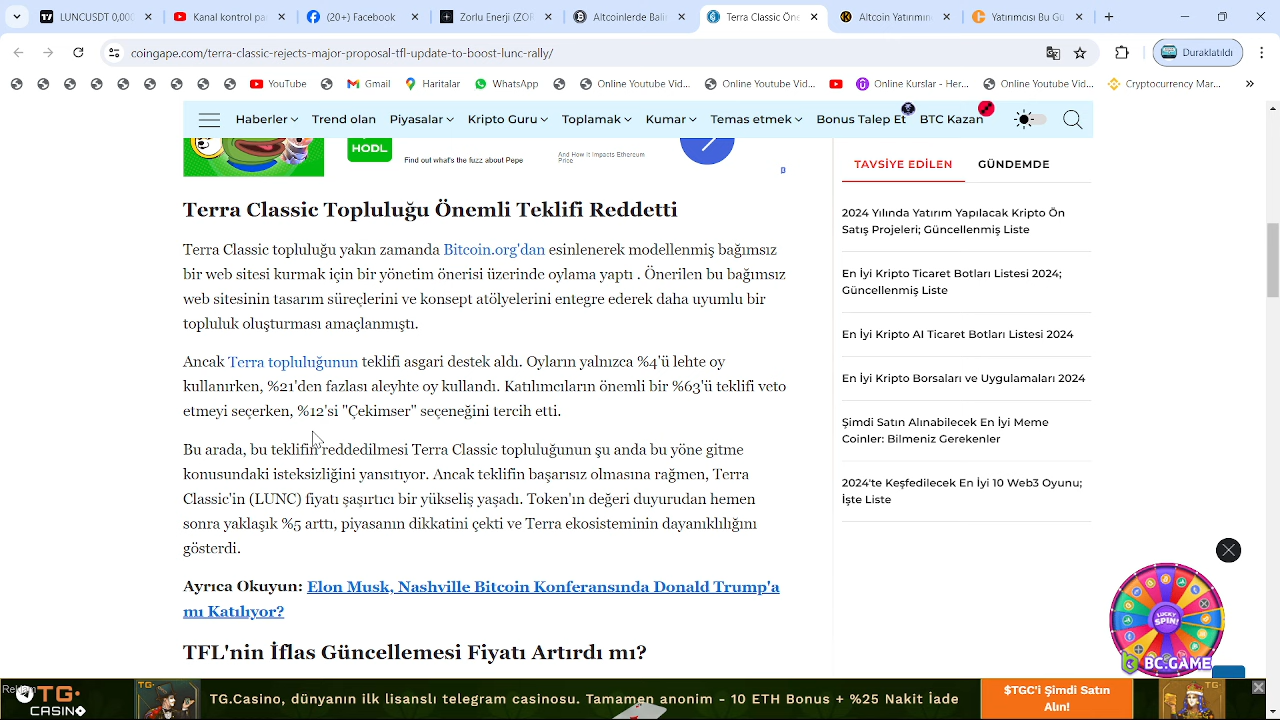 LUNCUSDT 0.00
Kanal kontrol par
(20+) Facebook
Zorlu Enerji (ZOR
Altcoinlerde Balin
Terra Classic Öne
Altcoin Yatırımını
Yatırımcısı Bu Gü
coingape.com/terra-classic-rejects-major-proposal-tfl-update-to-boost-lunc-rally/
Duraklatıldı
YouTube
Gmail
Haritalar
WhatsApp
Online Youtube Vid...
Online Youtube Vid...
Online Kurslar - Her...
Online Youtube Vid...
Cryptocurrency Mar...
Haberler
Trend olan
Piyasalar
Kripto Guru
Toplamak
Kumar
Temas etmek
Bonus Talep Et
BTC Kazan
HODL
Find out what's the fuzz about Pepe
And How It Impacts Ethereum
Price
Terra Classic Topluluğu Önemli Teklifi Reddetti
Terra Classic topluluğu yakın zamanda Bitcoin.org'dan esinlenerek modellenmiş bağımsız
bir web sitesi kurmak için bir yönetim önerisi üzerinde oylama yaptı . Önerilen bu bağımsız
web sitesinin tasarım süreçlerini ve konsept atölyelerini entegre ederek daha uyumlu bir
topluluk oluşturması amaçlanmıştı.
Ancak Terra topluluğunun teklifi asgari destek aldı. Oyların yalnızca %4'ü lehte oy
kullanırken, %21'den fazlası aleyhte oy kullandı. Katılımcıların önemli bir %63'ü teklifi veto
etmeyi seçerken, %12'si "Çekimser" seçeneğini tercih etti.
Bu arada, bu teklifin reddedilmesi Terra Classic topluluğunun şu anda bu yöne gitme
konusundaki isteksizliğini yansıtıyor. Ancak teklifin başarısız olmasına rağmen, Terra
Classic'in (LUNC) fiyatı şaşırtıcı bir yükseliş yaşadı. Token'ın değeri duyurudan hemen
sonra yaklaşık %5 arttı, piyasanın dikkatini çekti ve Terra ekosisteminin dayanıklılığını
gösterdi.
Ayrıca Okuyun: Elon Musk, Nashville Bitcoin Konferansında Donald Trump'a
mı Katılıyor?
TFL'nin İflas Güncellemesi Fiyatı Artırdı mı?
TAVSİYE EDİLEN
GÜNDEMDE
2024 Yılında Yatırım Yapılacak Kripto Ön
Satış Projeleri; Güncellenmiş Liste
En İyi Kripto Ticaret Botları Listesi 2024;
Güncellenmiş Liste
En İyi Kripto AI Ticaret Botları Listesi 2024
En İyi Kripto Borsaları ve Uygulamaları 2024
Şimdi Satın Alınabilecek En İyi Meme
Coinler: Bilmeniz Gerekenler
2024'te Keşfedilecek En İyi 10 Web3 Oyunu;
İşte Liste
LUCKY
SPIN!
BC.GAME
TG.
CASINO
TG.Casino, dünyanın ilk lisanslı telegram casinosu. Tamamen anonim - 10 ETH Bonus + %25 Nakit İade
$TGC'i Şimdi Satın
Alın!